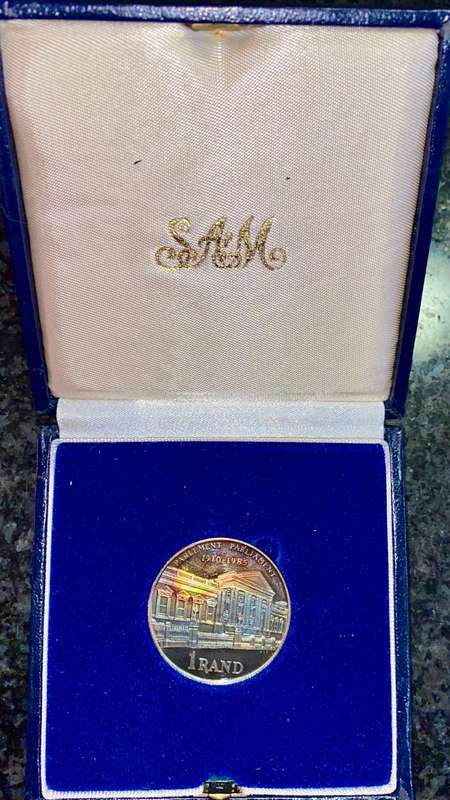 SAM
PARLEMENT PARLIAMENT
1910-1985
1 RAND